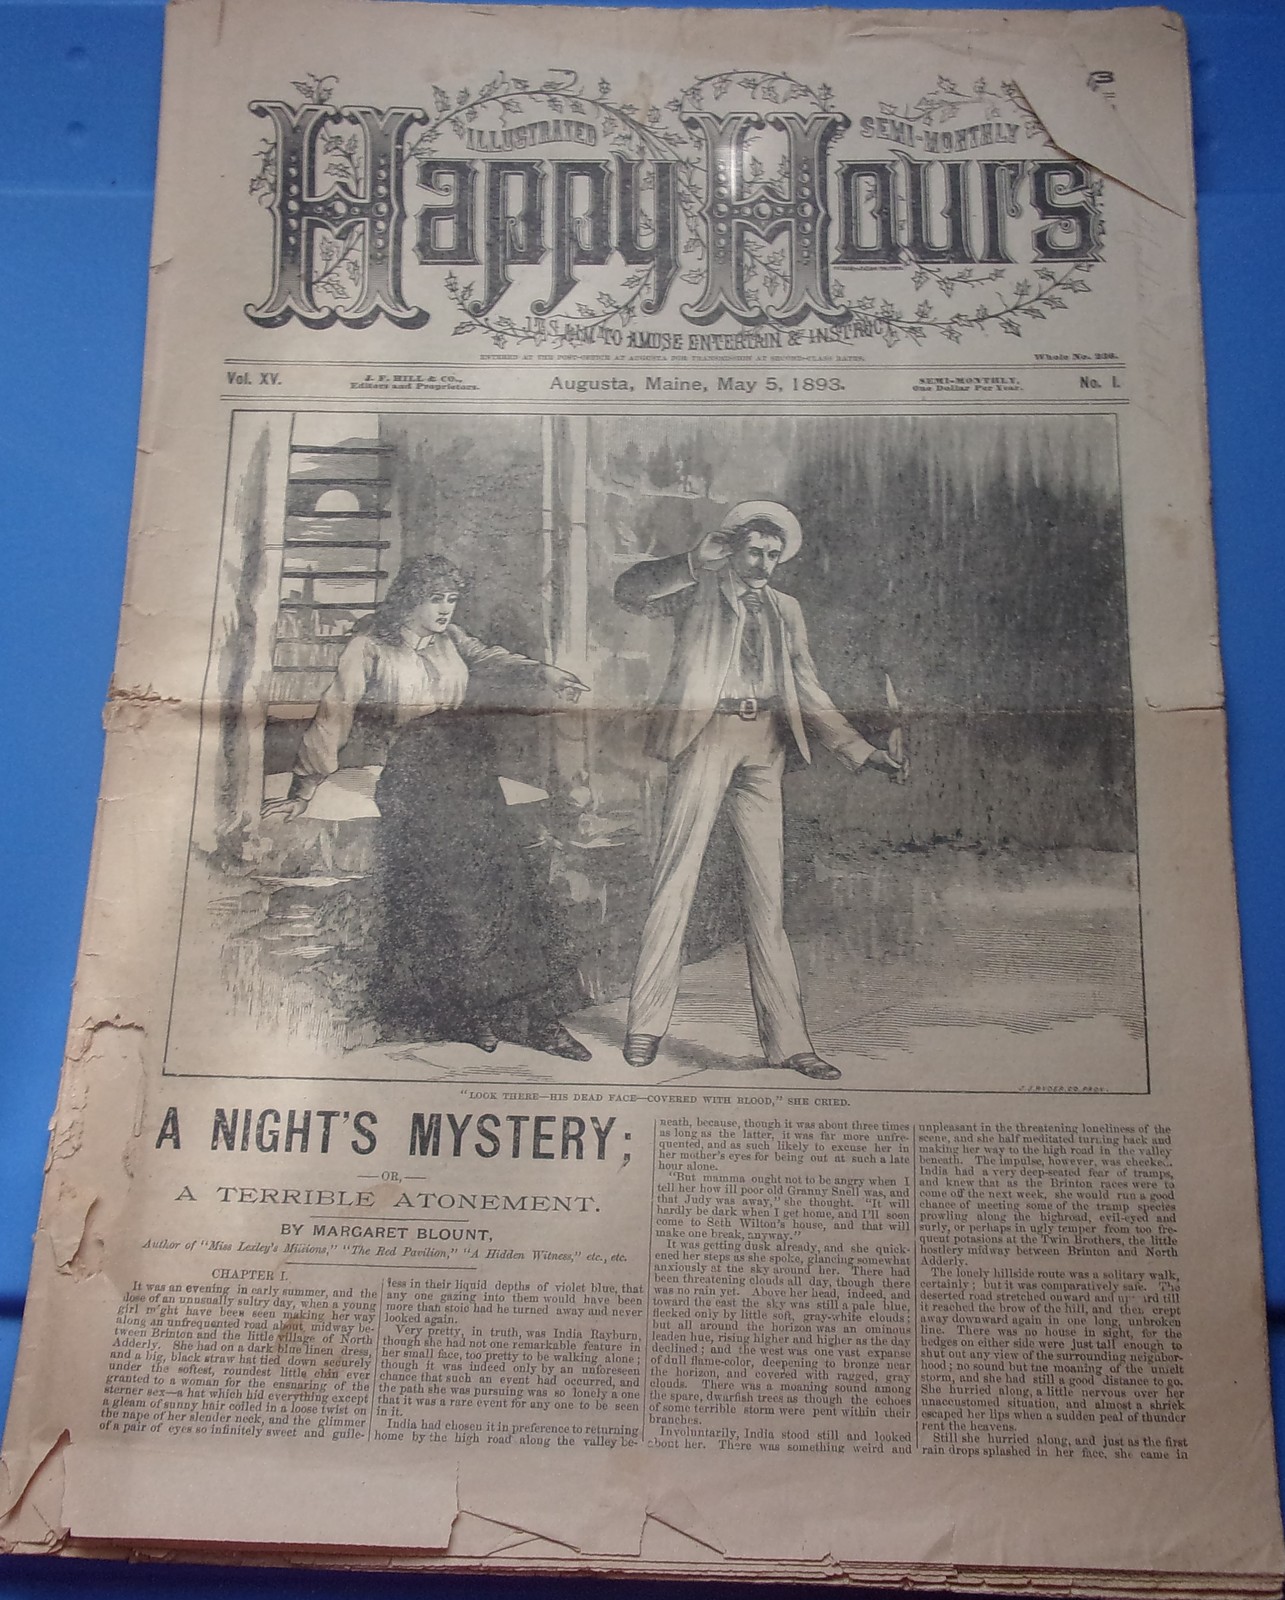 ILLUSTRATED
SEMI-MONTHLY
Happy Hours
ITS AIM TO AMUSE ENTERTAIN & INSTRUCT
ENTERED AT THE POST-OFFICE AT AUGUSTA FOR TRANSMISSION AT SECOND-CLASS RATES.
Whole No. 236.
Vol. XV.
J. F. HILL & CO.,
Editors and Proprietors.
Augusta, Maine, May 5, 1893.
SEMI-MONTHLY.
One Dollar Per Year.
No. 1.
"LOOK THERE—HIS DEAD FACE—COVERED WITH BLOOD," SHE CRIED.
A NIGHT'S MYSTERY;
—OR,—
A TERRIBLE ATONEMENT.
BY MARGARET BLOUNT,
Author of "Miss Lexley's Missions," "The Red Pavilion," "A Hidden Witness," etc., etc.
CHAPTER I.
It was an evening in early summer, and the
close of an unusually sultry day, when a young
girl might have been seen making her way
along an unfrequented road about midway be-
tween Brinton and the little village of North
Adderly. She had on a dark blue linen dress,
and a big, black straw hat tied down securely
under the softest, roundest little chin ever
granted to a woman for the ensnaring of the
sterner sex—a hat which hid everything except
a gleam of sunny hair coiled in a loose twist on
the nape of her slender neck, and the glimmer
of a pair of eyes so infinitely sweet and guile-
less in their liquid depths of violet blue, that
any one gazing into them would have been
more than stoic had he turned away and never
looked again.
Very pretty, in truth, was India Rayburn,
though she had not one remarkable feature in
her small face, too pretty to be walking alone;
though it was indeed only by an unforeseen
chance that such an event had occurred, and
the path she was pursuing was so lonely a one
that it was a rare event for any one to be seen
in it.
India had chosen it in preference to returning
home by the high road along the valley be-
neath, because, though it was about three times
as long as the latter, it was far more unfre-
quented, and as such likely to excuse her in
her mother's eyes for being out at such a late
hour alone.
"But mamma ought not to be angry when I
tell her how ill poor old Granny Snell was, and
that Judy was away," she thought. "It will
hardly be dark when I get home, and I'll soon
come to Seth Wilton's house, and that will
make one break, anyway."
It was getting dusk already, and she quick-
ened her steps as she spoke, glancing somewhat
anxiously at the sky around her. There had
been threatening clouds all day, though there
was no rain yet. Above her head, indeed, and
toward the east the sky was still a pale blue,
flecked only by little soft, gray-white clouds;
but all around the horizon was an ominous
leaden hue, rising higher and higher as the day
declined; and the west was one vast expanse
of dull flame-color, deepening to bronze near
the horizon, and covered with ragged, gray
clouds. There was a moaning sound among
the spare, dwarfish trees as though the echoes
of some terrible storm were pent within their
branches.
Involuntarily, India stood still and looked
about her. There was something weird and
unpleasant in the threatening loneliness of the
scene, and she half meditated turning back and
making her way to the high road in the valley
beneath. The impulse, however, was checke...
India had a very deep-seated fear of tramps,
and knew that as the Brinton races were to
come off the next week, she would run a good
chance of meeting some of the tramp species
prowling along the highroad, evil-eyed and
surly, or perhaps in ugly temper from too fre-
quent potasions at the Twin Brothers, the little
hostlery midway between Brinton and North
Adderly.
The lonely hillside route was a solitary walk,
certainly; but it was comparatively safe. The
deserted road stretched onward and upward till
it reached the brow of the hill, and then crept
away downward again in one long, unbroken
line. There was no house in sight, for the
hedges on either side were just tall enough to
shut out any view of the surrounding neighbor-
hood; no sound but the moaning of the unspelt
storm, and she had still a good distance to go.
She hurried along, a little nervous over her
unaccustomed situation, and almost a shriek
escaped her lips when a sudden peal of thunder
rent the heavens.
Still she hurried along, and just as the first
rain drops splashed in her face, she came in